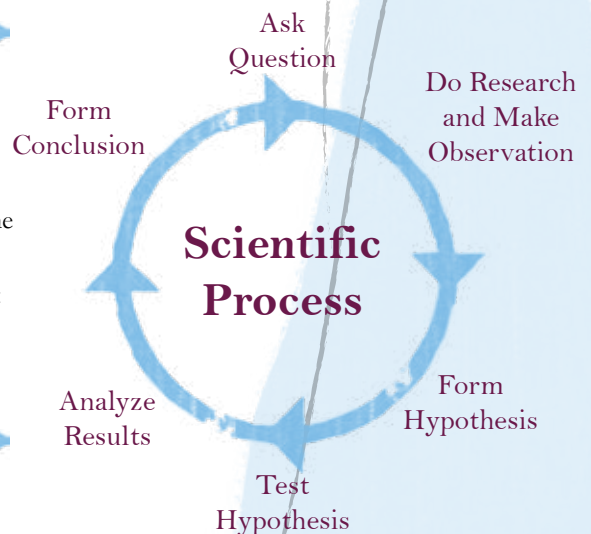 Ask
Question
Do Research
and Make
Observation
Form
Hypothesis
Test
Hypothesis
Analyze
Results
Form
Conclusion
Scientific
Process